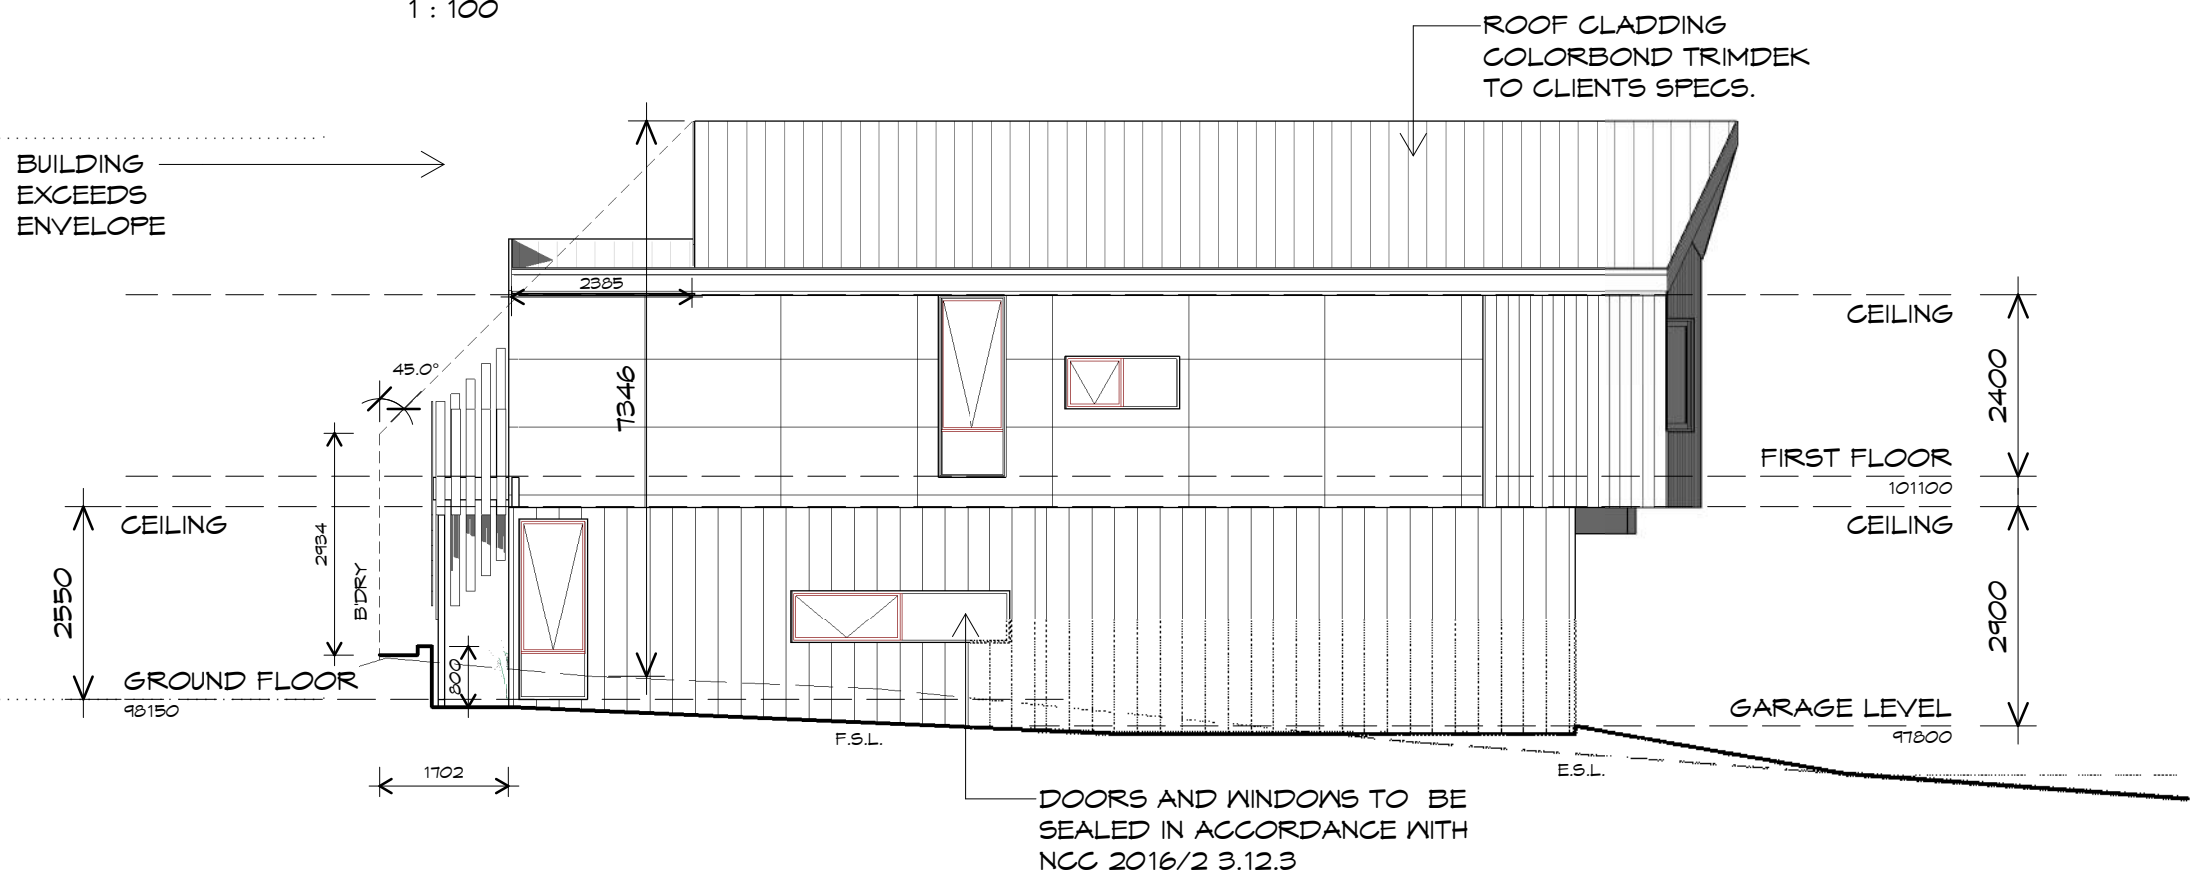 1 : 100
ROOF CLADDING
COLORBOND TRIMDEK
TO CLIENTS SPECS.
BUILDING
EXCEEDS
ENVELOPE
2385
CEILING
45.0°
7346
2400
FIRST FLOOR
101100
CEILING
CEILING
2934
B'DRY
2550
2900
GROUND FLOOR
98150
800
GARAGE LEVEL
97800
F.S.L.
E.S.L.
1702
DOORS AND WINDOWS TO BE
SEALED IN ACCORDANCE WITH
NCC 2016/2 3.12.3